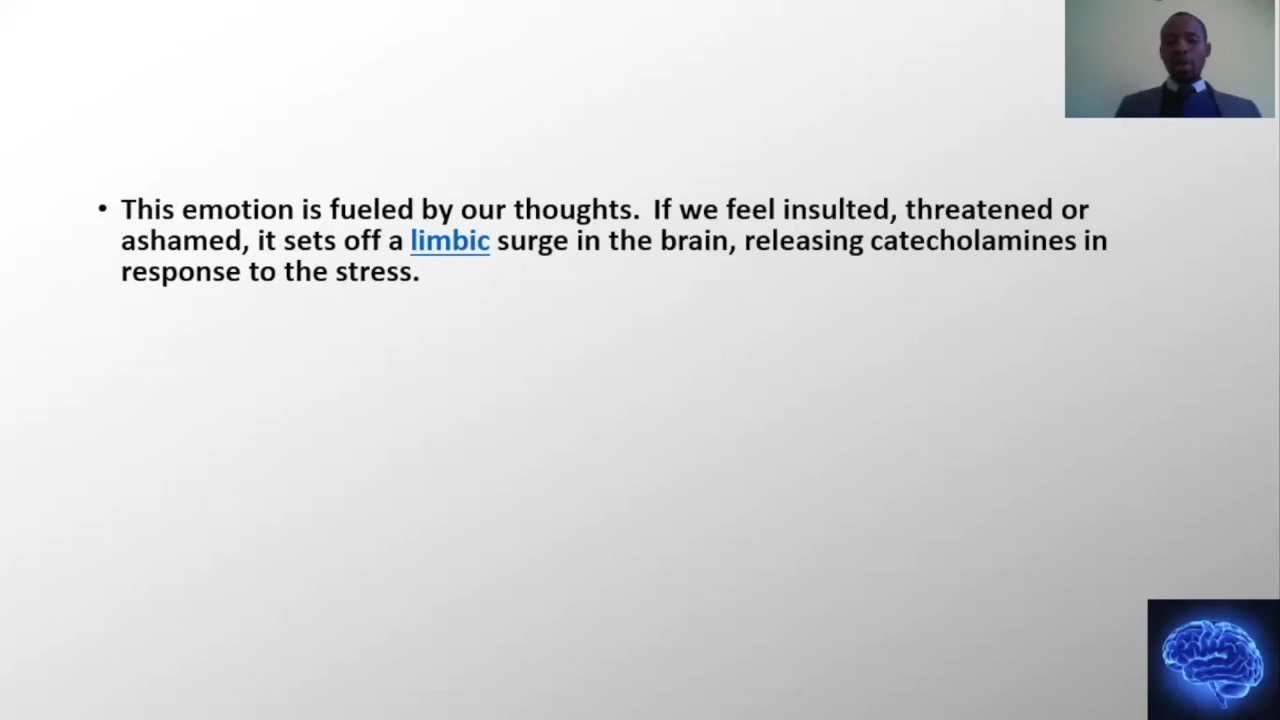 • This emotion is fueled by our thoughts.  If we feel insulted, threatened or
ashamed, it sets off a limbic surge in the brain, releasing catecholamines in
response to the stress.